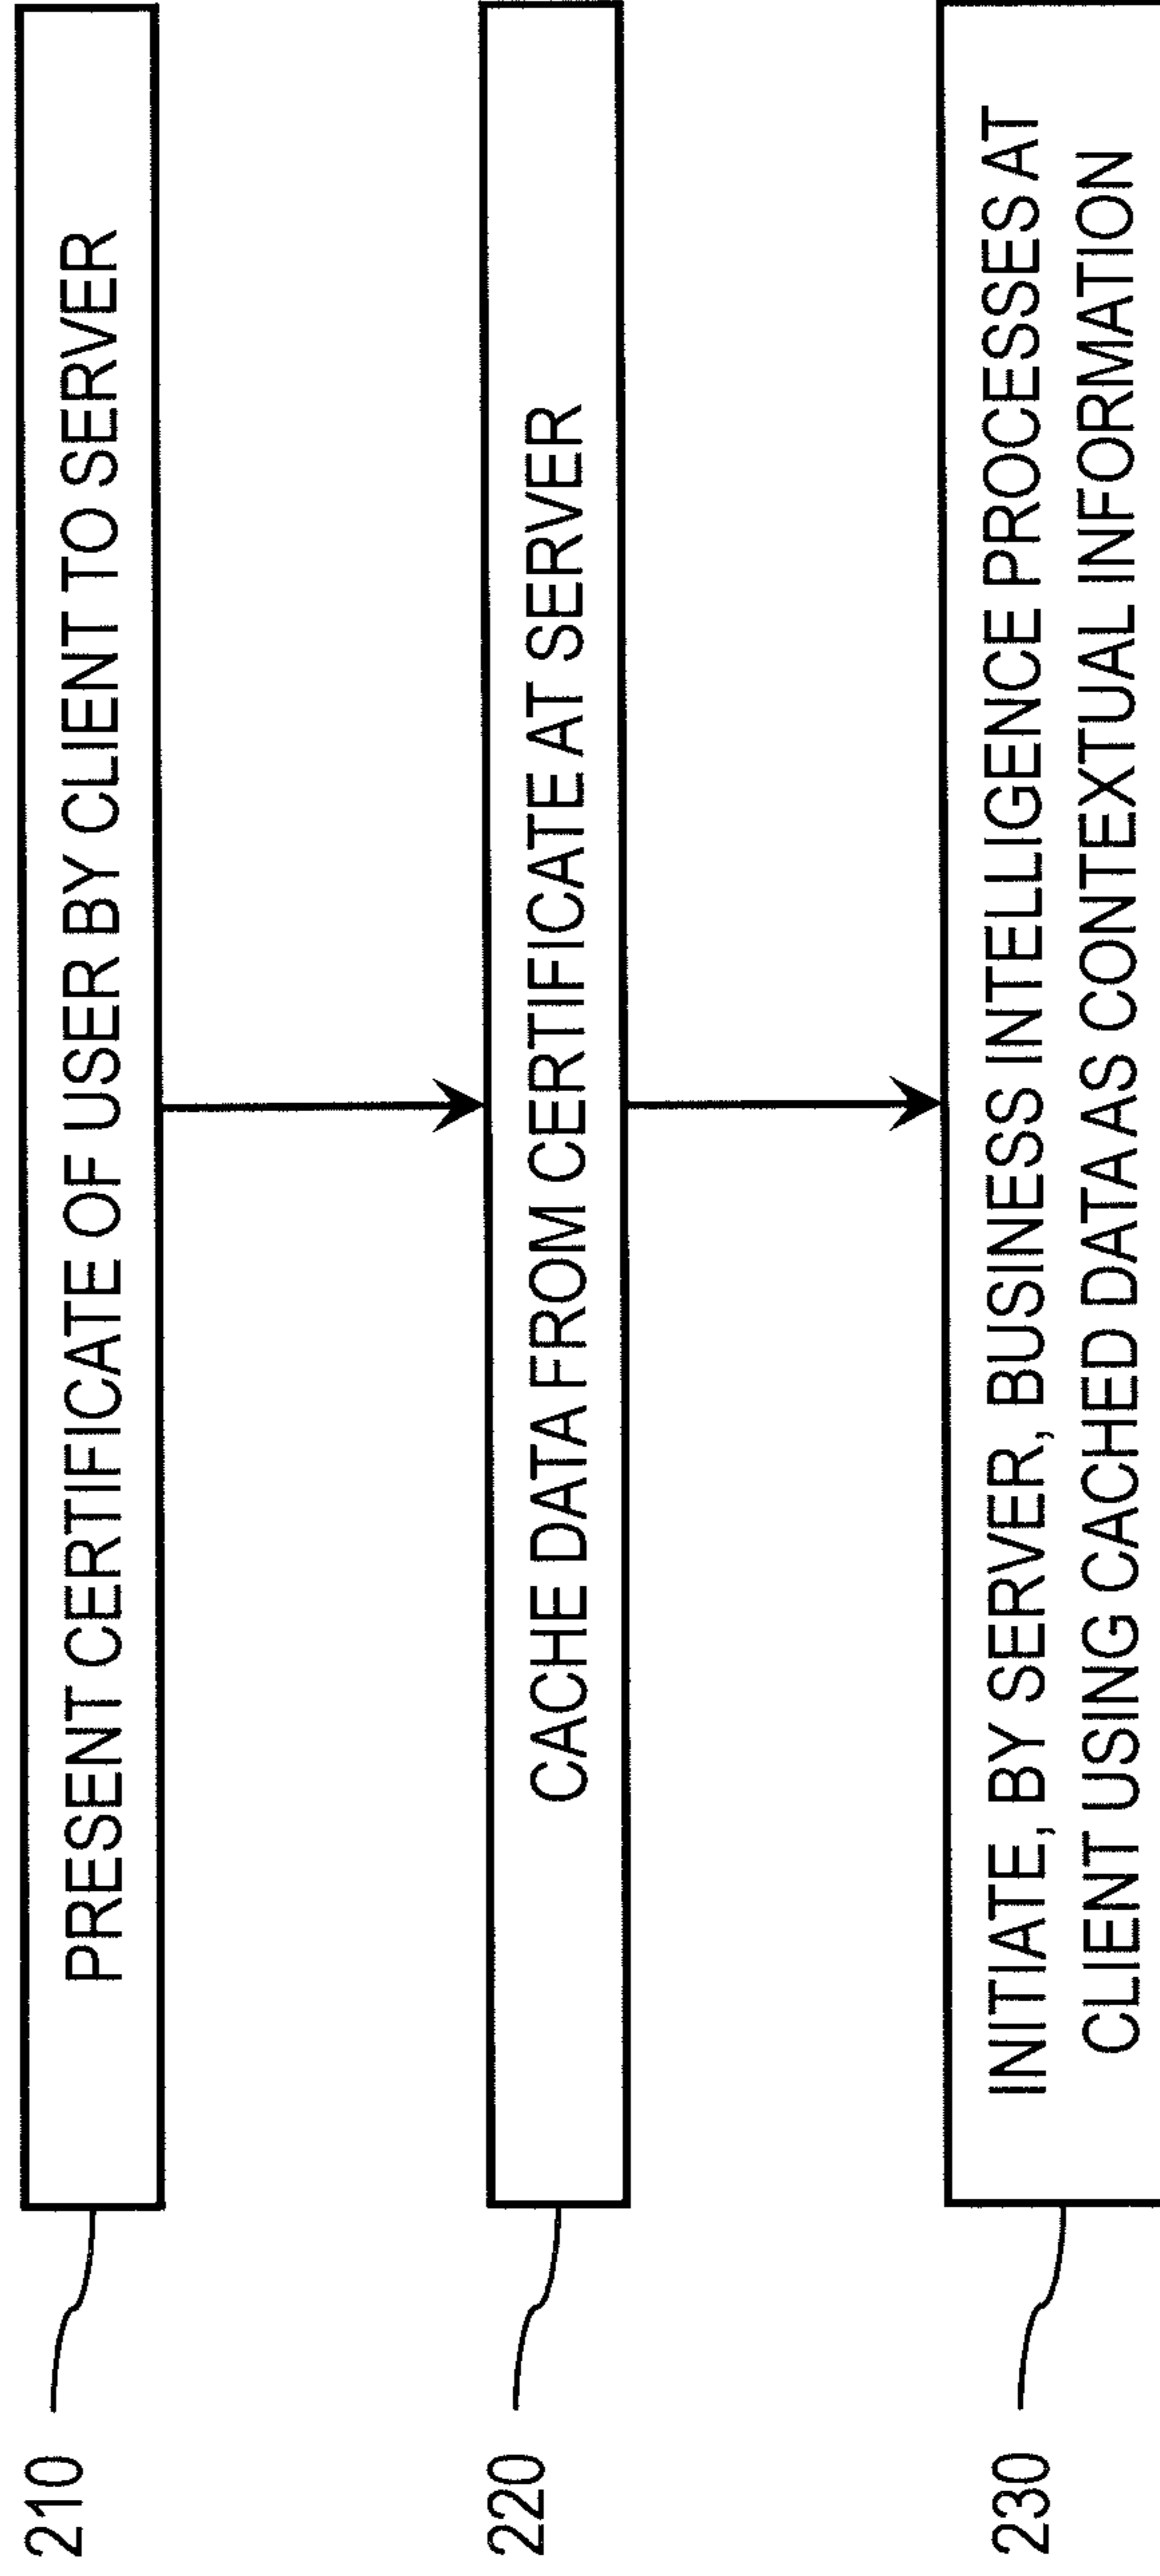 210
PRESENT CERTIFICATE OF USER BY CLIENT TO SERVER
220
CACHE DATA FROM CERTIFICATE AT SERVER
230
INITIATE, BY SERVER, BUSINESS INTELLIGENCE PROCESSES AT
CLIENT USING CACHED DATA AS CONTEXTUAL INFORMATION